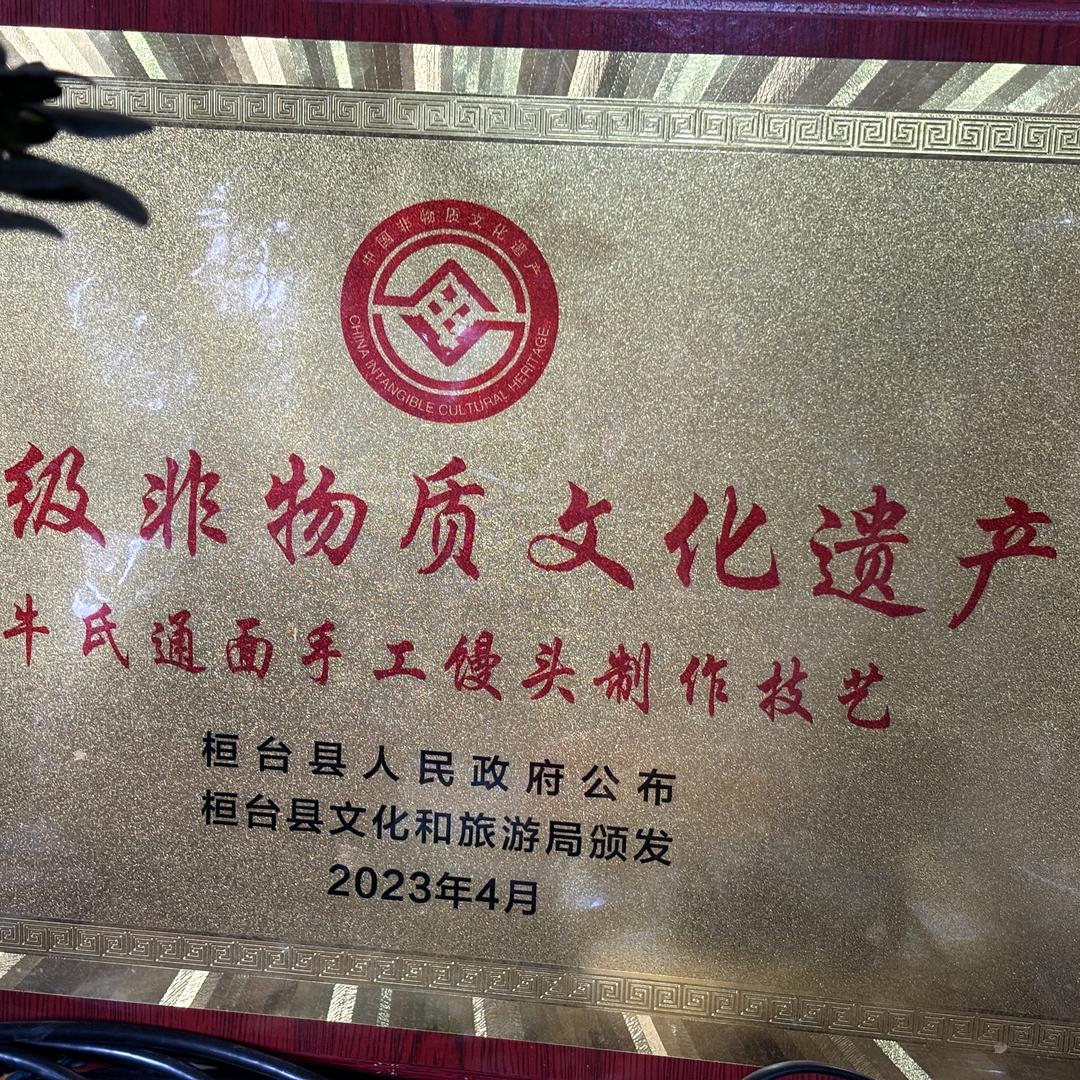 中国非物质文化遗产
CHINA INTANGIBLE CULTURAL HERITAGE
级非物质文化遗产
牛氏通面手工馒头制作技艺
桓台县人民政府公布
桓台县文化和旅游局颁发
2023年4月